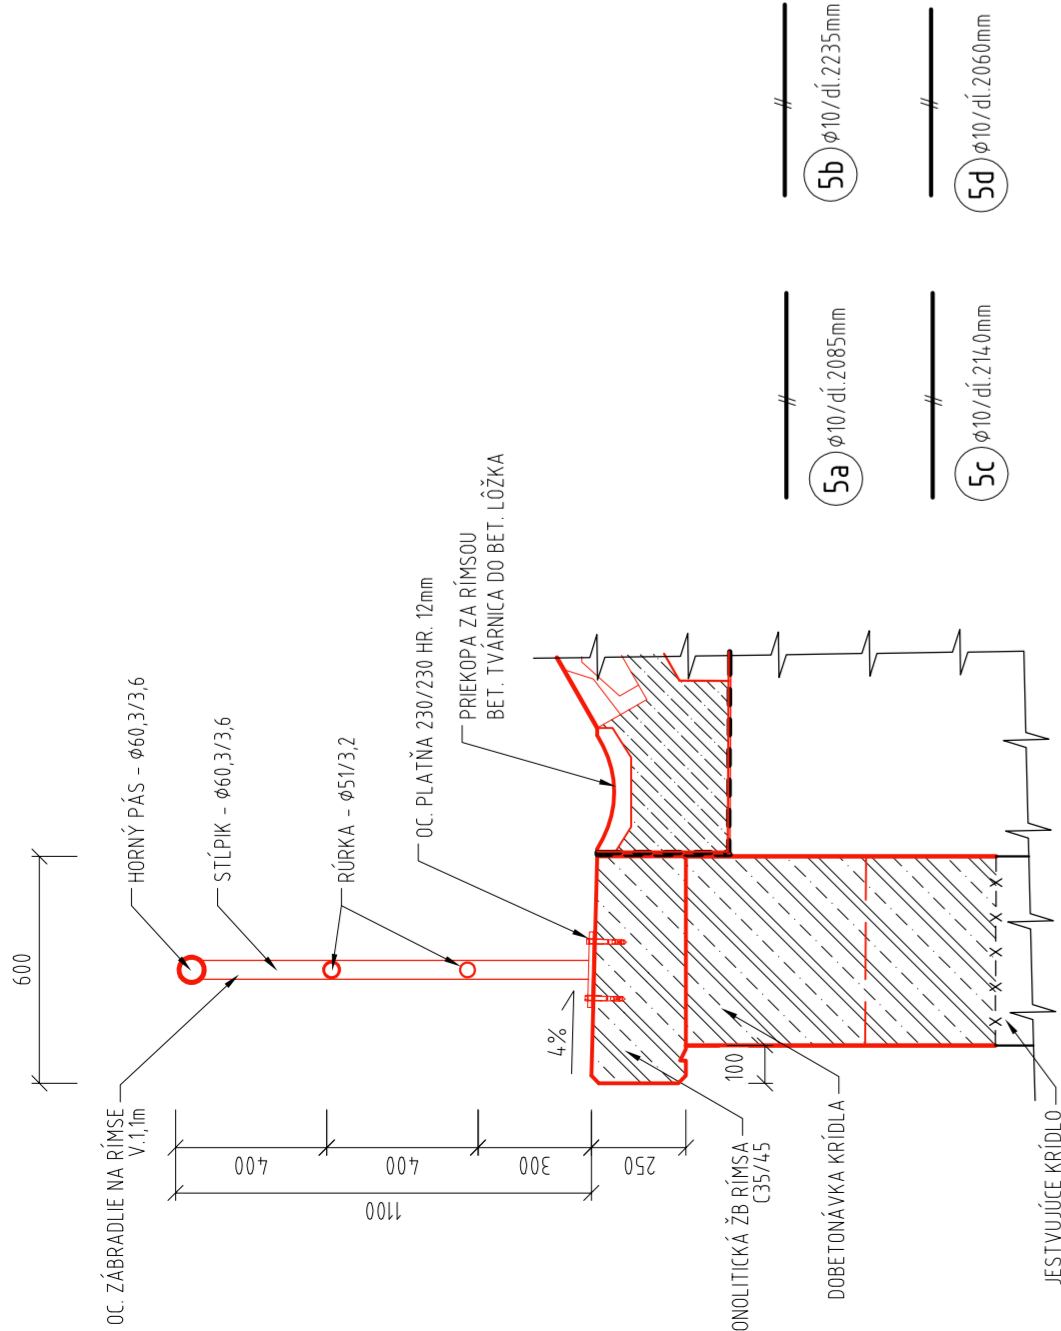 600
HORNÝ PÁS - Φ60,3/3,6
STĹPIK - Φ60,3/3,6
RÚRKA - Φ51/3,2
OC. PLATŇA 230/230 HR. 12mm
PRIEKOPA ZA RÍMSOU
BET. TVÁRNICA DO BET. LÔŽKA
OC. ZÁBRADLIE NA RÍMSE
V.1,1m
400
400
300
250
1100
4%
100
ONOLITICKÁ ŽB RÍMSA
C35/45
DOBETONÁVKA KRÍDLA
JESTVUJÚCE KRÍDLO
5a Φ10/dĺ.2085mm
5b Φ10/dĺ.2235mm
5c Φ10/dĺ.2140mm
5d Φ10/dĺ.2060mm